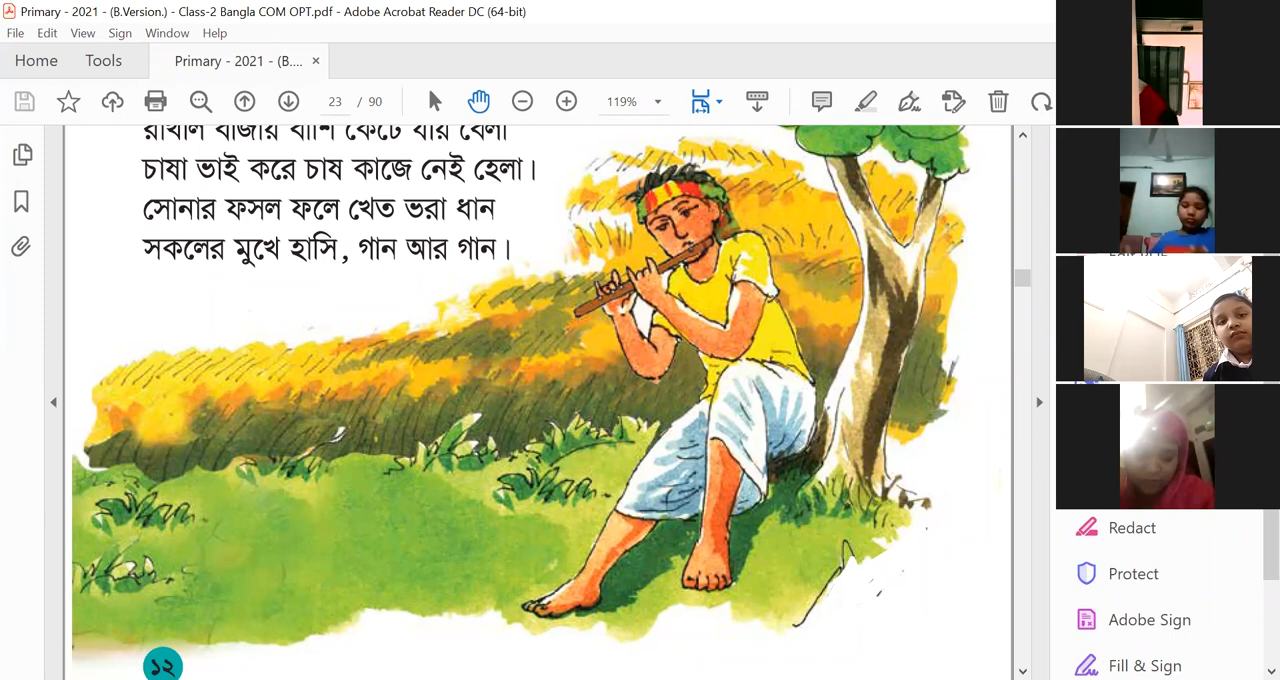 Primary - 2021 - (B.Version.) - Class-2 Bangla COM OPT.pdf - Adobe Acrobat Reader DC (64-bit)
File Edit View Sign Window Help
Home Tools Primary - 2021 - (B.... ×
23 / 90 119%
রাখাল বাজায় বাঁশি কেটে যায় বেলা
চাষা ভাই করে চাষ কাজে নেই হেলা।
সোনার ফসল ফলে খেত ভরা ধান
সকলের মুখে হাসি, গান আর গান।
১২
Redact
Protect
Adobe Sign
Fill & Sign